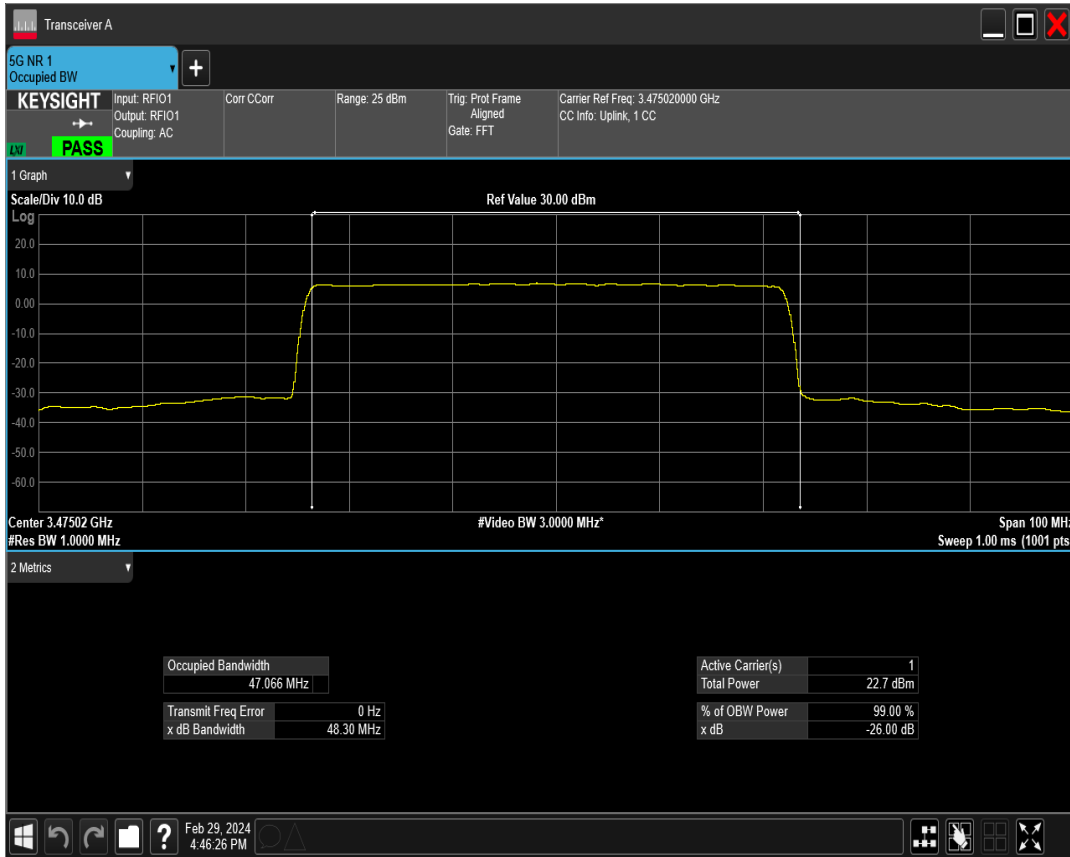 Transceiver A
5G NR 1
Occupied BW
KEYSIGHT
Input: RFIO1
Output: RFIO1
Coupling: AC
Corr CCorr
Range: 25 dBm
Trig: Prot Frame
Aligned
Gate: FFT
Carrier Ref Freq: 3.475020000 GHz
CC Info: Uplink, 1 CC
LXI
PASS
1 Graph
Scale/Div 10.0 dB
Ref Value 30.00 dBm
Log
20.0
10.0
0.00
-10.0
-20.0
-30.0
-40.0
-50.0
-60.0
Center 3.47502 GHz
#Video BW 3.0000 MHz*
Span 100 MHz
#Res BW 1.0000 MHz
Sweep 1.00 ms (1001 pts
2 Metrics
Occupied Bandwidth
47.066 MHz
Transmit Freq Error 0 Hz
x dB Bandwidth 48.30 MHz
Active Carrier(s) 1
Total Power 22.7 dBm
% of OBW Power 99.00 %
x dB -26.00 dB
?
Feb 29, 2024
4:46:26 PM